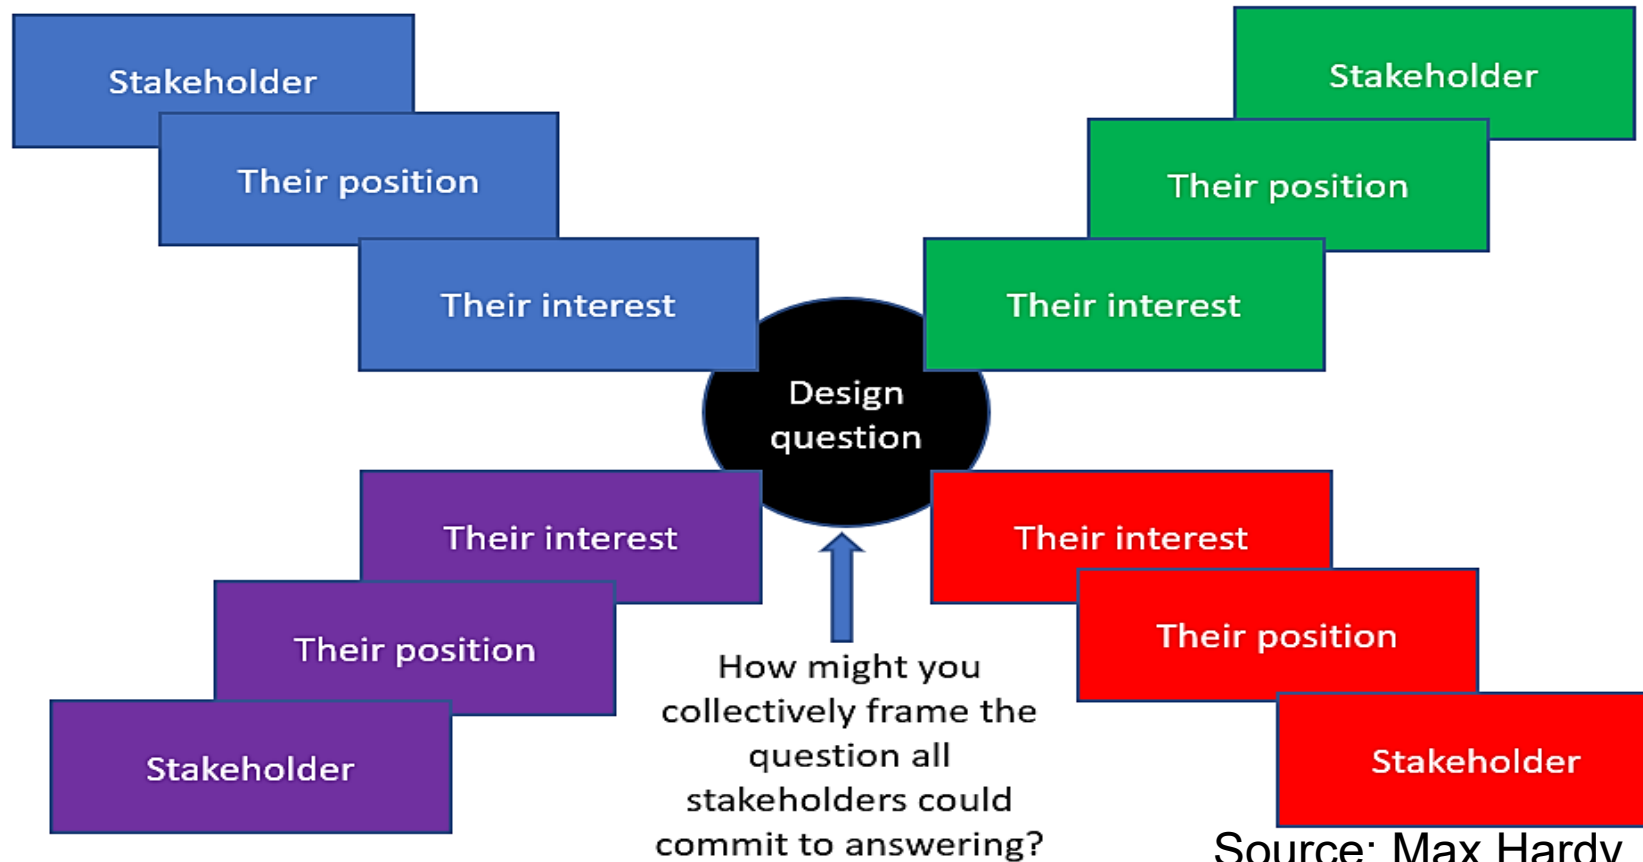 Stakeholder
Their position
Their interest
Stakeholder
Their position
Their interest
Design
question
Their interest
Their position
Stakeholder
Their interest
Their position
Stakeholder
How might you
collectively frame the
question all
stakeholders could
commit to answering?
Source: Max Hardy